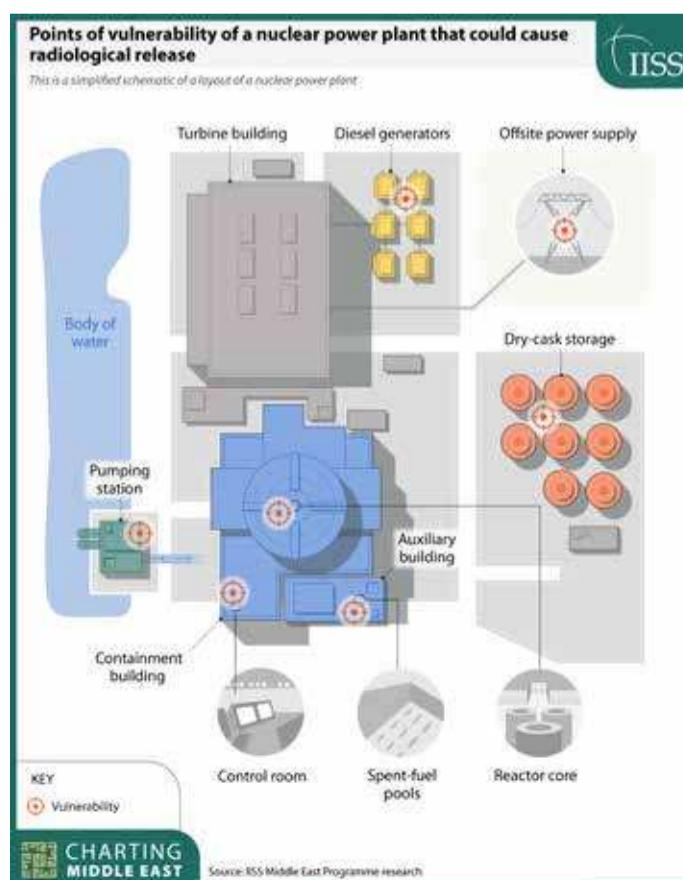 Points of vulnerability of a nuclear power plant that could cause
radiological release
IISS
This is a simplified schematic of a layout of a nuclear power plant
Turbine building
Diesel generators
Offsite power supply
Body of
water
Dry-cask storage
Pumping
station
Auxiliary
building
Containment
building
Control room
Spent-fuel
pools
Reactor core
KEY
Vulnerability
CHARTING
MIDDLE EAST
Source: IISS Middle East Programme research